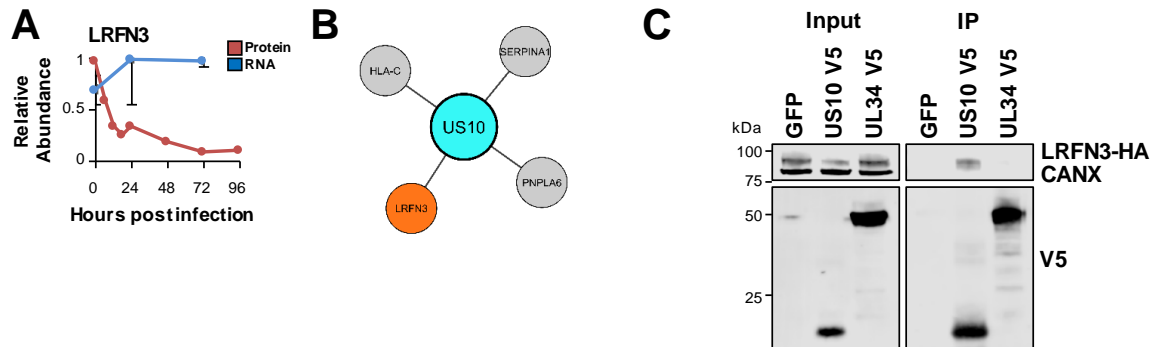 A
LRFN3
Protein
RNA
Relative
Abundance
1
0.5
0
0
24
48
72
96
Hours post infection
B
HLA-C
SERPINA1
US10
LRFN3
PNPLA6
C
Input
IP
GFP
US10 V5
UL34 V5
GFP
US10 V5
UL34 V5
kDa
100
75
50
25
LRFN3-HA
CANX
V5